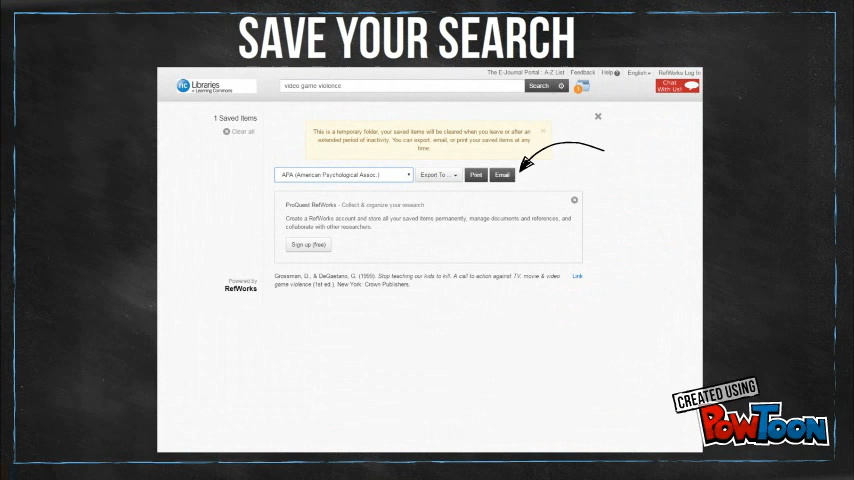 SAVE YOUR SEARCH
The E-Journal Portal : A-Z List Feedback Help English RefWorks Log In
ric Libraries
+ Learning Commons
video game violence
Search
1
Chat
With Us!
1 Saved Items
Clear all
This is a temporary folder, your saved items will be cleared when you leave or after an
extended period of inactivity. You can export, email, or print your saved items at any
time.
APA (American Psychological Assoc.)
Export To ...
Print
Email
ProQuest RefWorks - Collect & organize your research
Create a RefWorks account and store all your saved items permanently, manage documents and references, and
collaborate with other researchers.
Sign up (free)
Grossman, D., & DeGaetano, G. (1999). Stop teaching our kids to kill. A call to action against TV, movie & video
game violence (1st ed.). New York: Crown Publishers.
Link
Powered by
RefWorks
CREATED USING
POWTOON